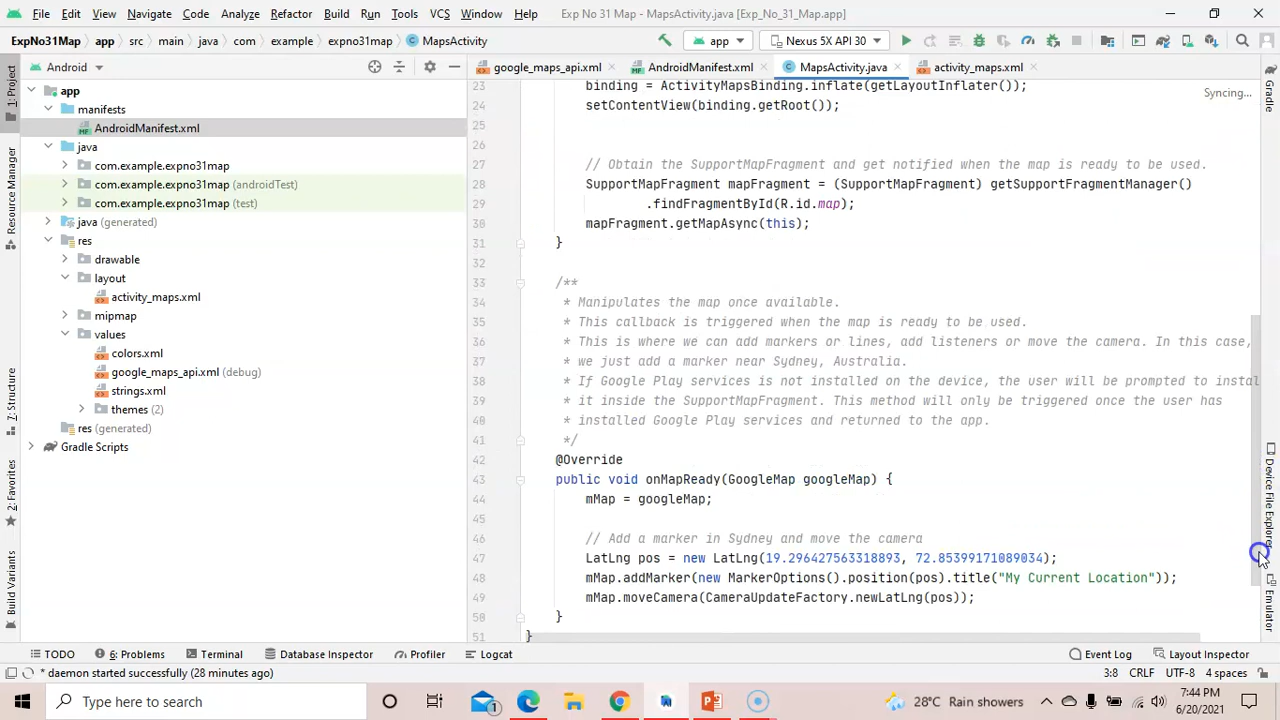 File Edit View Navigate Code Analyze Refactor Build Run Tools VCS Window Help Exp No 31 Map - MapsActivity.java [Exp_No_31_Map.app]
ExpNo31Map app src main java com example expno31map MapsActivity app Nexus 5X API 30
Android google_maps_api.xml AndroidManifest.xml MapsActivity.java activity_maps.xml
Syncing...
1: Project
Resource Manager
Z: Structure
2: Favorites
Build Variants
app
manifests
AndroidManifest.xml
java
com.example.expno31map
com.example.expno31map (androidTest)
com.example.expno31map (test)
java (generated)
res
drawable
layout
activity_maps.xml
mipmap
values
colors.xml
google_maps_api.xml (debug)
strings.xml
themes (2)
res (generated)
Gradle Scripts
23 binding = ActivityMapsBinding.inflate(getLayoutInflater());
24 setContentView(binding.getRoot());
25
26
27 // Obtain the SupportMapFragment and get notified when the map is ready to be used.
28 SupportMapFragment mapFragment = (SupportMapFragment) getSupportFragmentManager()
29 .findFragmentById(R.id.map);
30 mapFragment.getMapAsync(this);
31 }
32
33 /**
34 * Manipulates the map once available.
35 * This callback is triggered when the map is ready to be used.
36 * This is where we can add markers or lines, add listeners or move the camera. In this case,
37 * we just add a marker near Sydney, Australia.
38 * If Google Play services is not installed on the device, the user will be prompted to instal
39 * it inside the SupportMapFragment. This method will only be triggered once the user has
40 * installed Google Play services and returned to the app.
41 */
42 @Override
43 public void onMapReady(GoogleMap googleMap) {
44 mMap = googleMap;
45
46 // Add a marker in Sydney and move the camera
47 LatLng pos = new LatLng(19.296427563318893, 72.85399171089034);
48 mMap.addMarker(new MarkerOptions().position(pos).title("My Current Location"));
49 mMap.moveCamera(CameraUpdateFactory.newLatLng(pos));
50 }
51 }
Gradle
Device File Explorer
Emulator
TODO 6: Problems Terminal Database Inspector Profiler Logcat Event Log Layout Inspector
* daemon started successfully (28 minutes ago) 3:8 CRLF UTF-8 4 spaces
Type here to search 1 28°C Rain showers 7:44 PM
6/20/2021